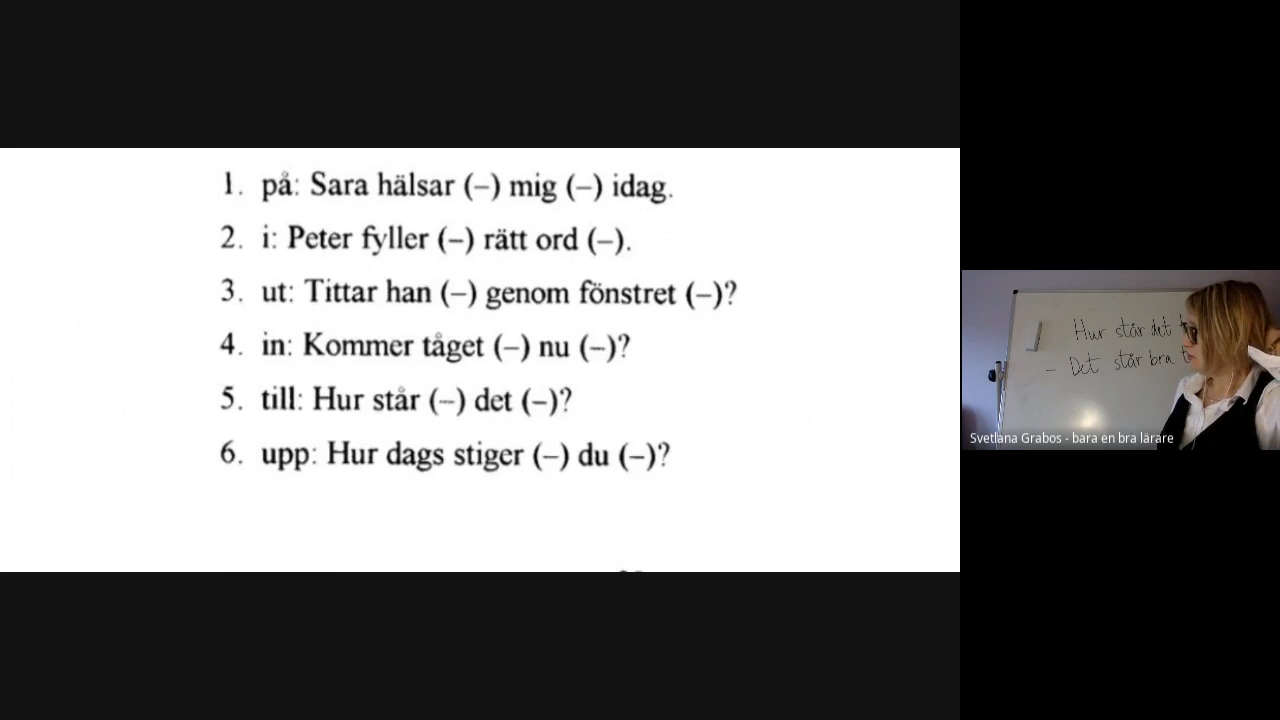 1. på: Sara hälsar (–) mig (–) idag.
2. i: Peter fyller (–) rätt ord (–).
3. ut: Tittar han (–) genom fönstret (–)?
4. in: Kommer tåget (–) nu (–)?
5. till: Hur står (–) det (–)?
6. upp: Hur dags stiger (–) du (–)?
Hur står det
– Det står bra
Svetlana Grabos - bara en bra lärare